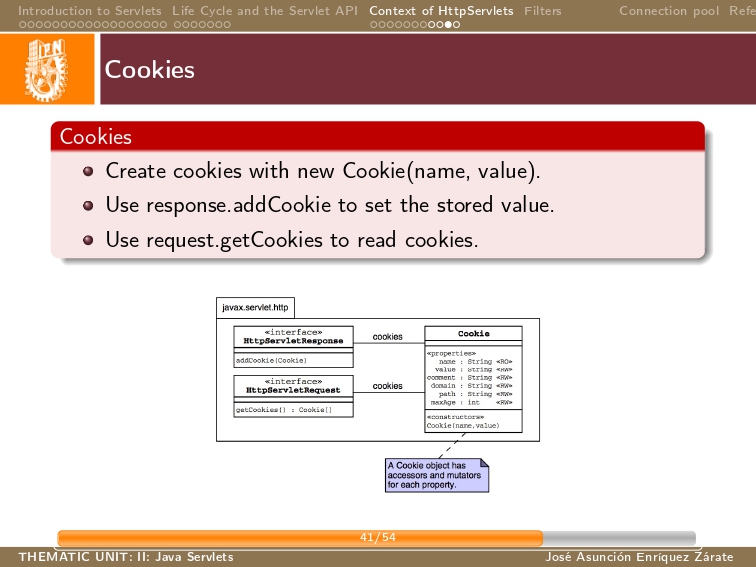 Introduction to Servlets Life Cycle and the Servlet API Context of HttpServlets Filters Connection pool Refe
IPN
Cookies
Cookies
Create cookies with new Cookie(name, value).
Use response.addCookie to set the stored value.
Use request.getCookies to read cookies.
javax.servlet.http
«interface»
HttpServletResponse
addCookie(Cookie)
cookies
«interface»
HttpServletRequest
getCookies() : Cookie[]
cookies
Cookie
«properties»
name : String «RO»
value : String «RW»
comment : String «RW»
domain : String «RW»
path : String «RW»
maxAge : int «RW»
«constructors»
Cookie(name,value)
A Cookie object has
accessors and mutators
for each property.
41/54
THEMATIC UNIT: II: Java Servlets José Asunción Enríquez Zárate